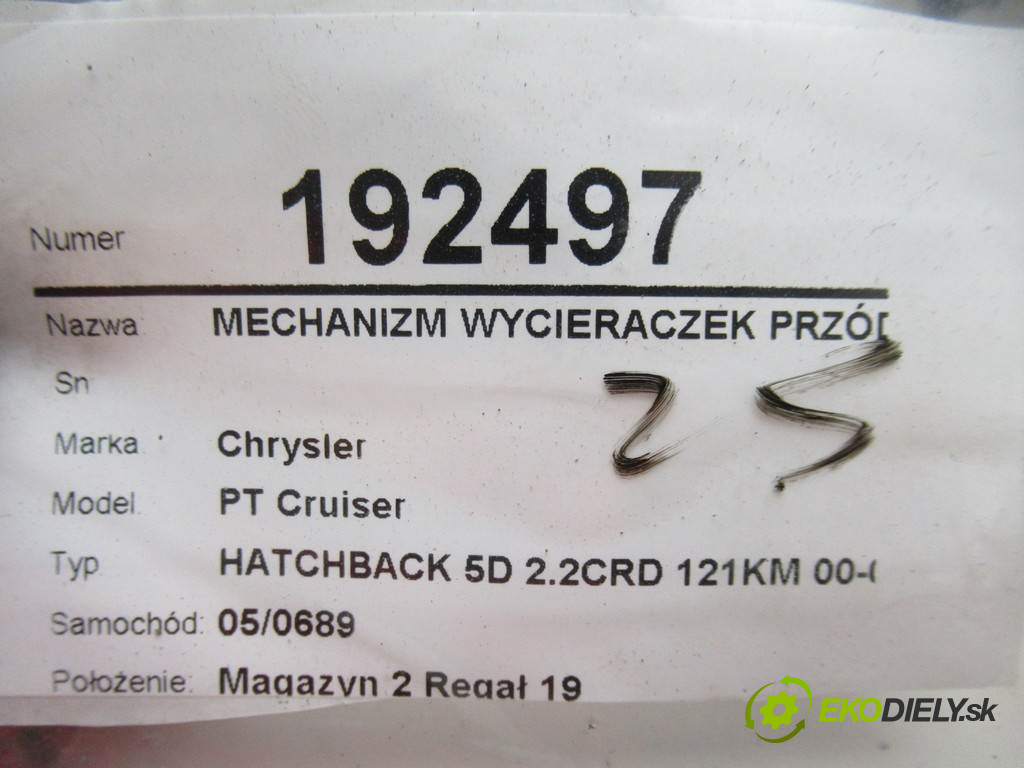 Numer 192497
Nazwa MECHANIZM WYCIERACZEK PRZÓD
Sn
25
Marka Chrysler
Model PT Cruiser
Typ HATCHBACK 5D 2.2CRD 121KM 00-
Samochód: 05/0689
Położenie: Magazyn 2 Regał 19
EKODIELY.sk